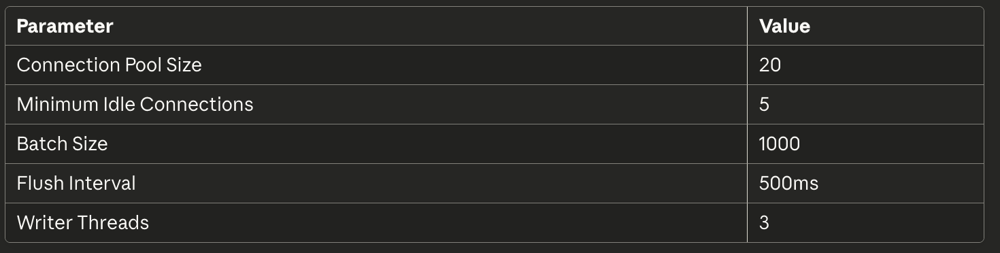 Parameter Value
Connection Pool Size 20
Minimum Idle Connections 5
Batch Size 1000
Flush Interval 500ms
Writer Threads 3